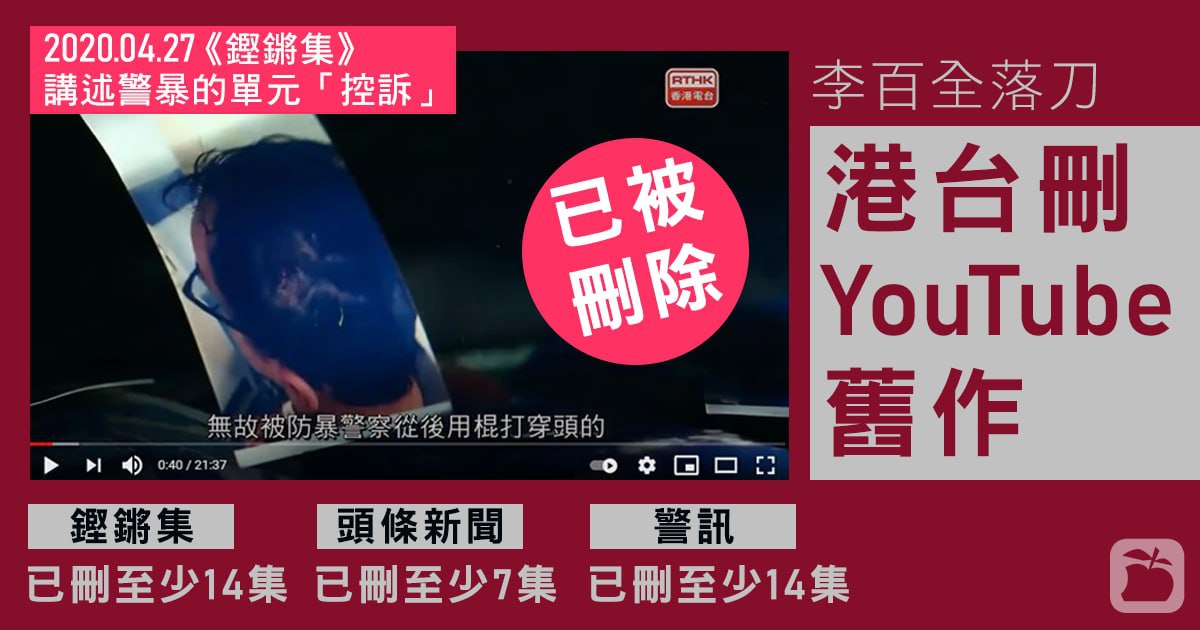 2020.04.27《鏗鏘集》
講述警暴的單元「控訴」
RTHK
香港電台
已被
刪除
無故被防暴警察從後用棍打穿頭的
0:40 / 21:37
李百全落刀
港台刪
YouTube
舊作
鏗鏘集
已刪至少14集
頭條新聞
已刪至少7集
警訊
已刪至少14集